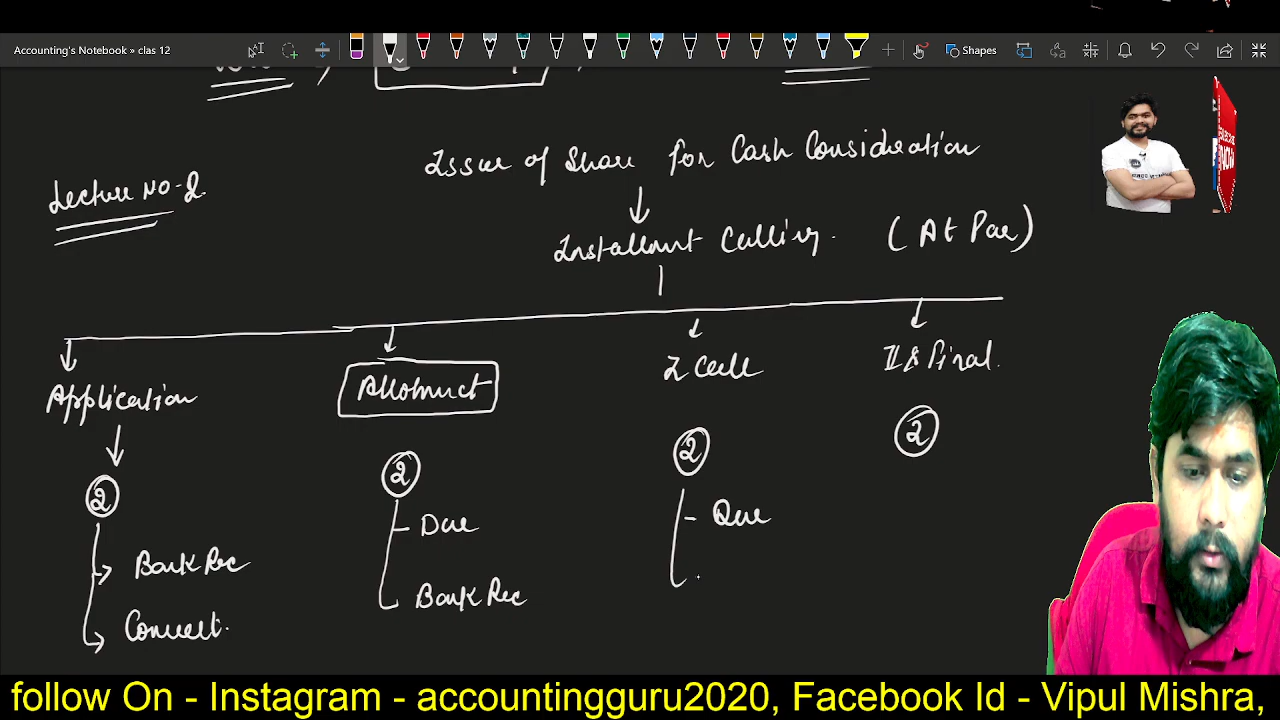 Accounting's Notebook » clas 12
Shapes
Issue of Share for Cash Consideration
Lecture NO-2
Installment Calling. (At Par)
Application
Allotment
I Call
II & Final.
2
2
2
2
Due
Due
Bank Rec
Bank Rec
Convert.
follow On - Instagram - accountingguru2020, Facebook Id - Vipul Mishra,